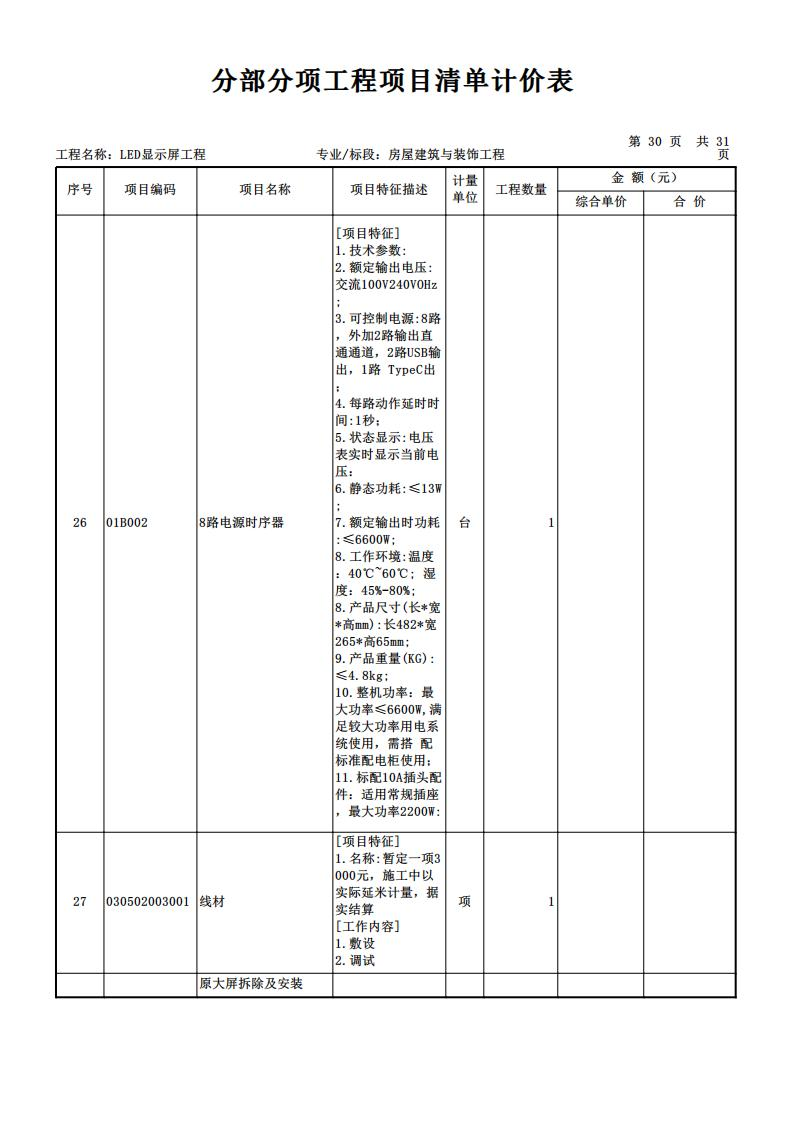 分部分项工程项目清单计价表
第 30 页 共 31
页
工程名称：LED显示屏工程 专业/标段：房屋建筑与装饰工程
序号 项目编码 项目名称 项目特征描述 计量单位 工程数量 金 额（元）
综合单价 合 价
[项目特征]
1.技术参数:
2.额定输出电压:
交流100V240V0Hz
;
3.可控制电源:8路
，外加2路输出直
通通道，2路USB输
出，1路 TypeC出
；
4.每路动作延时时
间:1秒;
5.状态显示:电压
表实时显示当前电
压：
6.静态功耗:≤13W
;
26 01B002 8路电源时序器 7.额定输出时功耗 台 1
:≤6600W;
8.工作环境:温度
：40℃~60℃; 湿
度：45%-80%;
8.产品尺寸(长*宽
*高mm):长482*宽
265*高65mm;
9.产品重量(KG):
≤4.8kg;
10.整机功率：最
大功率≤6600W,满
足较大功率用电系
统使用，需搭 配
标准配电柜使用；
11.标配10A插头配
件：适用常规插座
，最大功率2200W:
[项目特征]
1.名称:暂定一项3
000元，施工中以
实际延米计量，据
27 030502003001 线材 项 1
实结算
[工作内容]
1.敷设
2.调试
原大屏拆除及安装